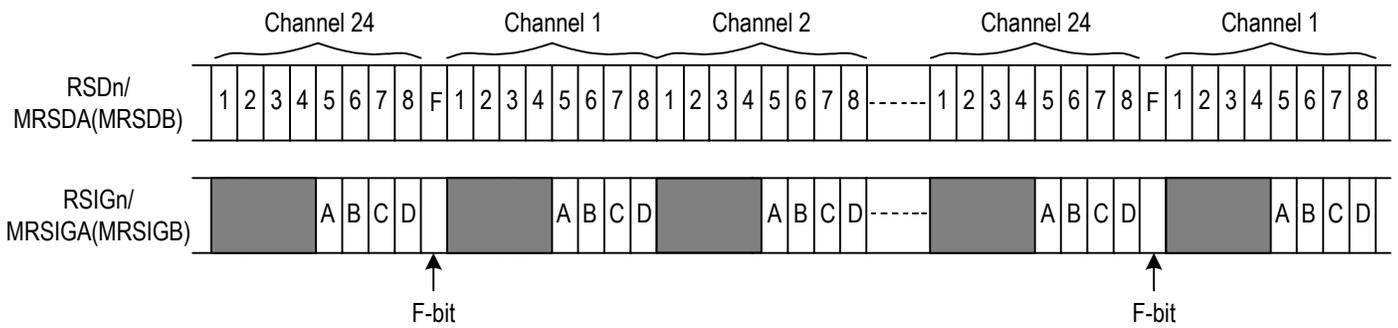 Channel 24 Channel 1 Channel 2 Channel 24 Channel 1
RSDn/
MRSDA(MRSDB)
1 2 3 4 5 6 7 8 F 1 2 3 4 5 6 7 8 1 2 3 4 5 6 7 8 1 2 3 4 5 6 7 8 F 1 2 3 4 5 6 7 8
RSIGn/
MRSIGA(MRSIGB)
A B C D A B C D A B C D A B C D A B C D
F-bit F-bit